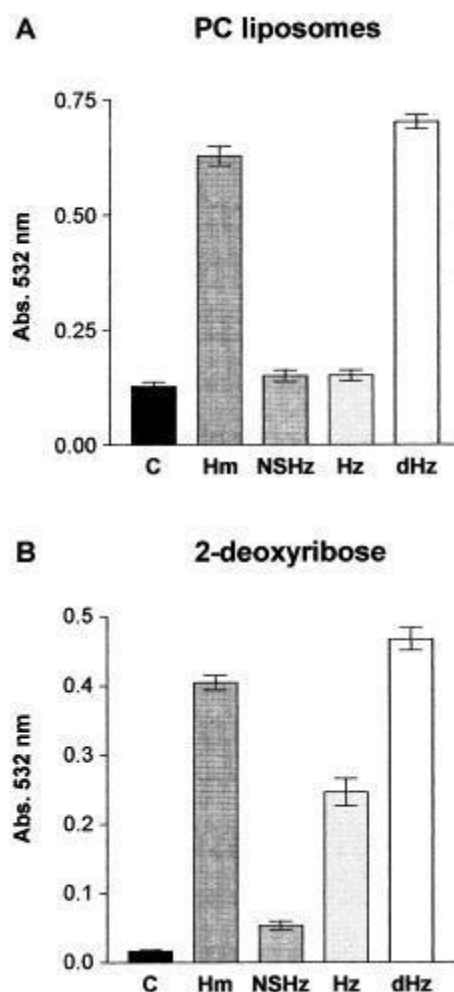 A PC liposomes
0.75
0.50
0.25
0.00
Abs. 532 nm
C Hm NSHz Hz dHz
B 2-deoxyribose
0.5
0.4
0.3
0.2
0.1
0.0
Abs. 532 nm
C Hm NSHz Hz dHz